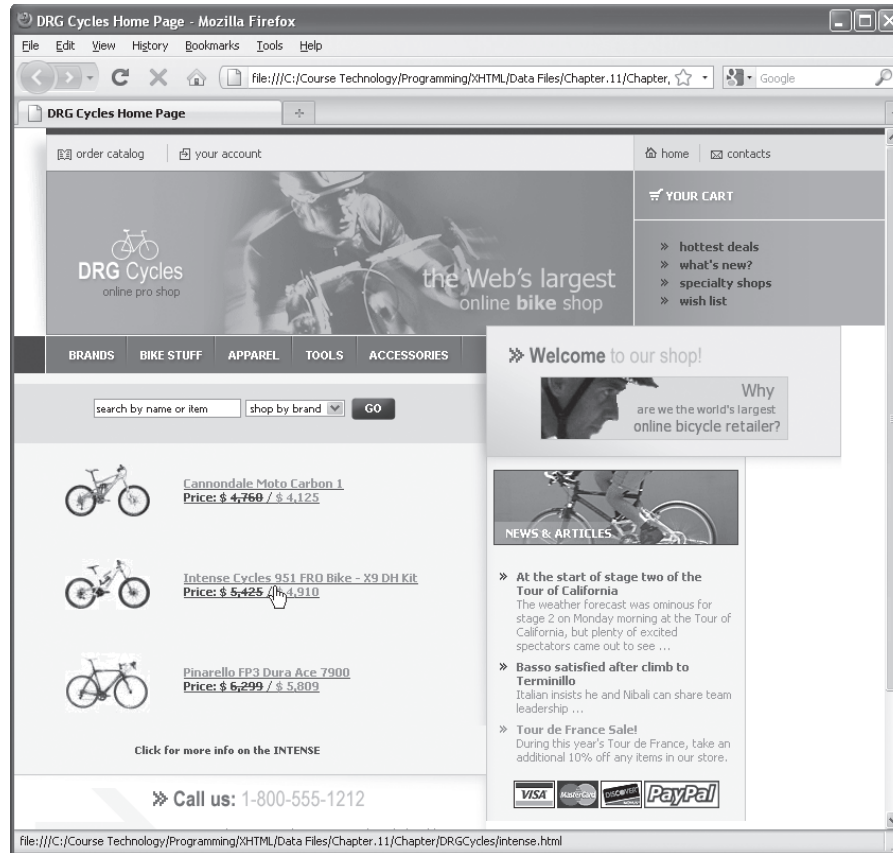 DRG Cycles Home Page - Mozilla Firefox
File Edit View History Bookmarks Tools Help
file:///C:/Course Technology/Programming/XHTML/Data Files/Chapter.11/Chapter,
Google
DRG Cycles Home Page
order catalog
your account
home
contacts
DRG Cycles
online pro shop
the Web's largest
online bike shop
YOUR CART
» hottest deals
» what's new?
» specialty shops
» wish list
BRANDS BIKE STUFF APPAREL TOOLS ACCESSORIES
» Welcome to our shop!
Why
are we the world's largest
online bicycle retailer?
search by name or item
shop by brand
GO
Cannondale Moto Carbon 1
Price: $ 4,760 / $ 4,125
Intense Cycles 951 FRO Bike - X9 DH Kit
Price: $ 5,425 / 4,910
Pinarello FP3 Dura Ace 7900
Price: $ 6,299 / $ 5,809
Click for more info on the INTENSE
» Call us: 1-800-555-1212
NEWS & ARTICLES
» At the start of stage two of the
Tour of California
The weather forecast was ominous for
stage 2 on Monday morning at the Tour of
California, but plenty of excited
spectators came out to see ...
» Basso satisfied after climb to
Terminillo
Italian insists he and Nibali can share team
leadership ...
» Tour de France Sale!
During this year's Tour de France, take an
additional 10% off any items in our store.
VISA MasterCard DISCOVER PayPal
file:///C:/Course Technology/Programming/XHTML/Data Files/Chapter.11/Chapter/DRGCycles/intense.html